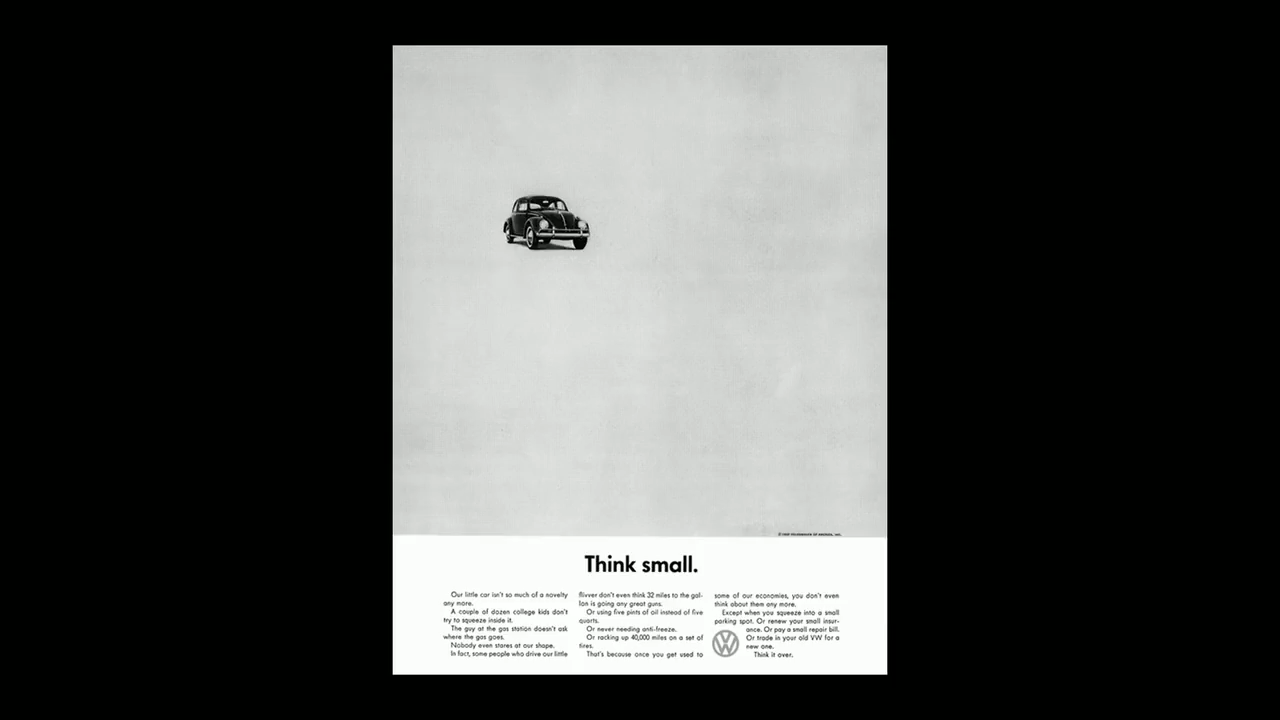 Think small.
Our little car isn't so much of a novelty
any more.
A couple of dozen college kids don't
try to squeeze inside it.
The guy at the gas station doesn't ask
where the gas goes.
Nobody even stares at our shape.
In fact, some people who drive our little
flivver don't even think 32 miles to the gal-
lon is going any great guns.
Or using five pints of oil instead of five
quarts.
Or never needing anti-freeze.
Or racking up 40,000 miles on a set of
tires.
That's because once you get used to
some of our economies, you don't even
think about them any more.
Except when you squeeze into a small
parking spot. Or renew your small insur-
ance. Or pay a small repair bill.
Or trade in your old VW for a
new one.
Think it over.